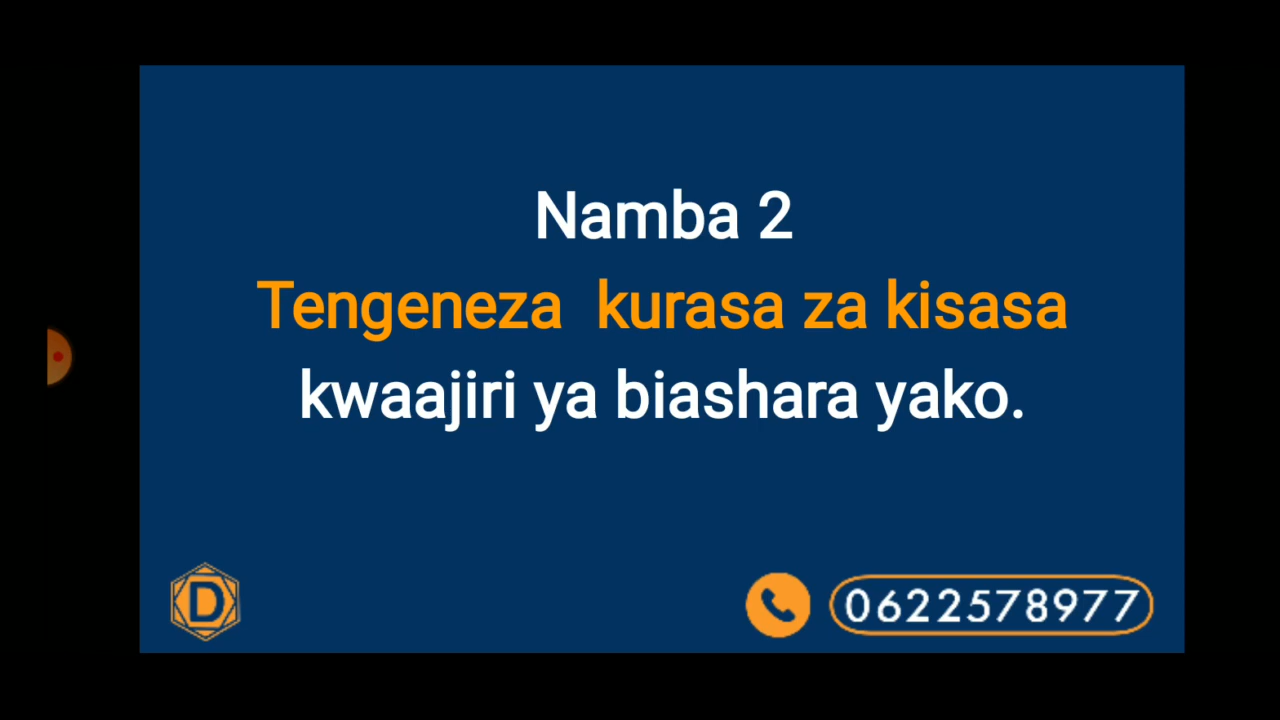 Namba 2
Tengeneza kurasa za kisasa
kwaajiri ya biashara yako.
D
0622578977